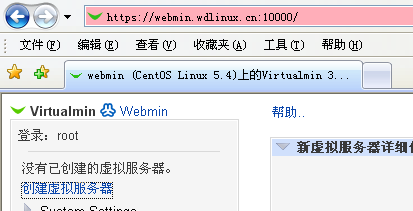 https://webmin.wdlinux.cn:10000/
文件(F) 编辑(E) 查看(V) 收藏夹(A) 工具(T) 帮助(H)
webmin (CentOS Linux 5.4)上的Virtualmin 3...
Virtualmin Webmin
登录: root
没有已创建的虚拟服务器。
创建虚拟服务器
System Settings
帮助..
新虚拟服务器详细